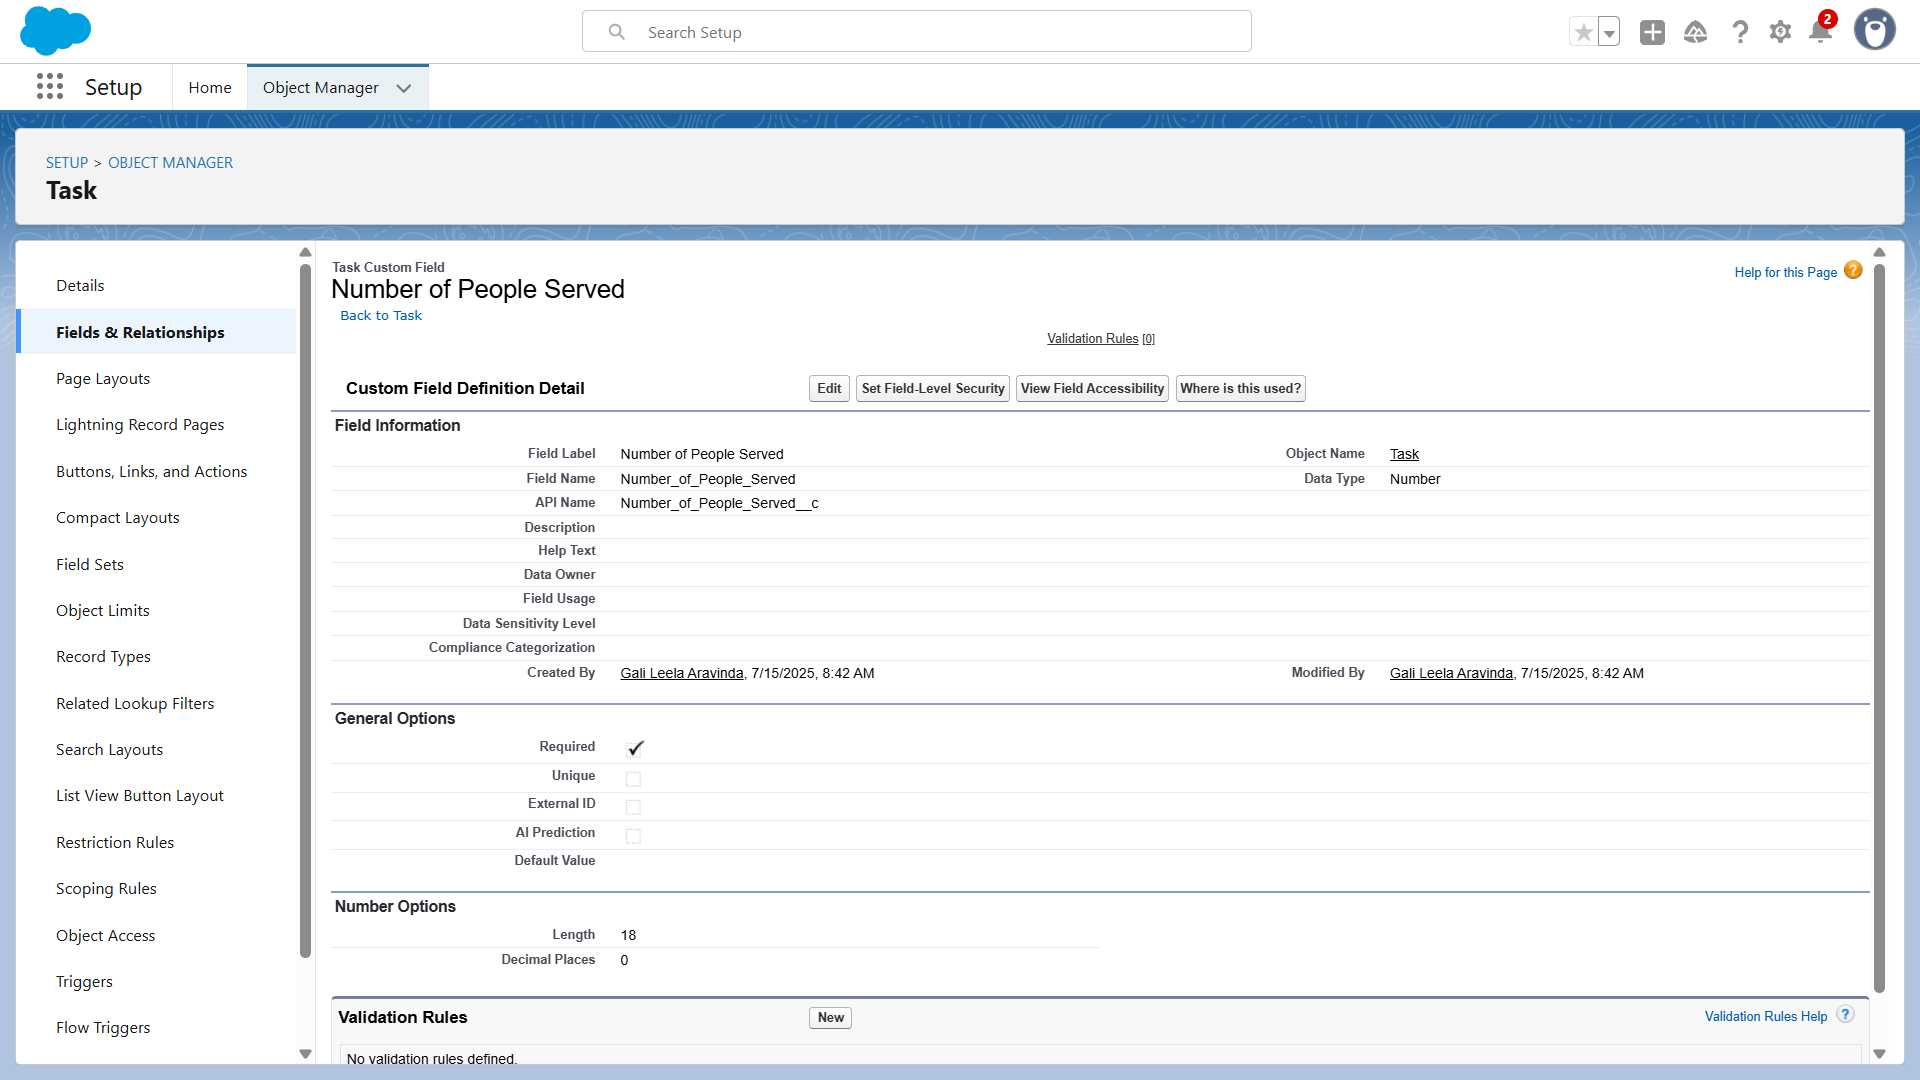 Search Setup
2
Setup
Home
Object Manager
SETUP > OBJECT MANAGER
Task
Details
Fields & Relationships
Page Layouts
Lightning Record Pages
Buttons, Links, and Actions
Compact Layouts
Field Sets
Object Limits
Record Types
Related Lookup Filters
Search Layouts
List View Button Layout
Restriction Rules
Scoping Rules
Object Access
Triggers
Flow Triggers
Task Custom Field
Number of People Served
Back to Task
Help for this Page ?
Validation Rules [0]
Custom Field Definition Detail
Edit
Set Field-Level Security
View Field Accessibility
Where is this used?
Field Information
Field Label Number of People Served Object Name Task
Field Name Number_of_People_Served Data Type Number
API Name Number_of_People_Served__c
Description
Help Text
Data Owner
Field Usage
Data Sensitivity Level
Compliance Categorization
Created By Gali Leela Aravinda, 7/15/2025, 8:42 AM Modified By Gali Leela Aravinda, 7/15/2025, 8:42 AM
General Options
Required
Unique
External ID
AI Prediction
Default Value
Number Options
Length 18
Decimal Places 0
Validation Rules
New
Validation Rules Help ?
No validation rules defined.